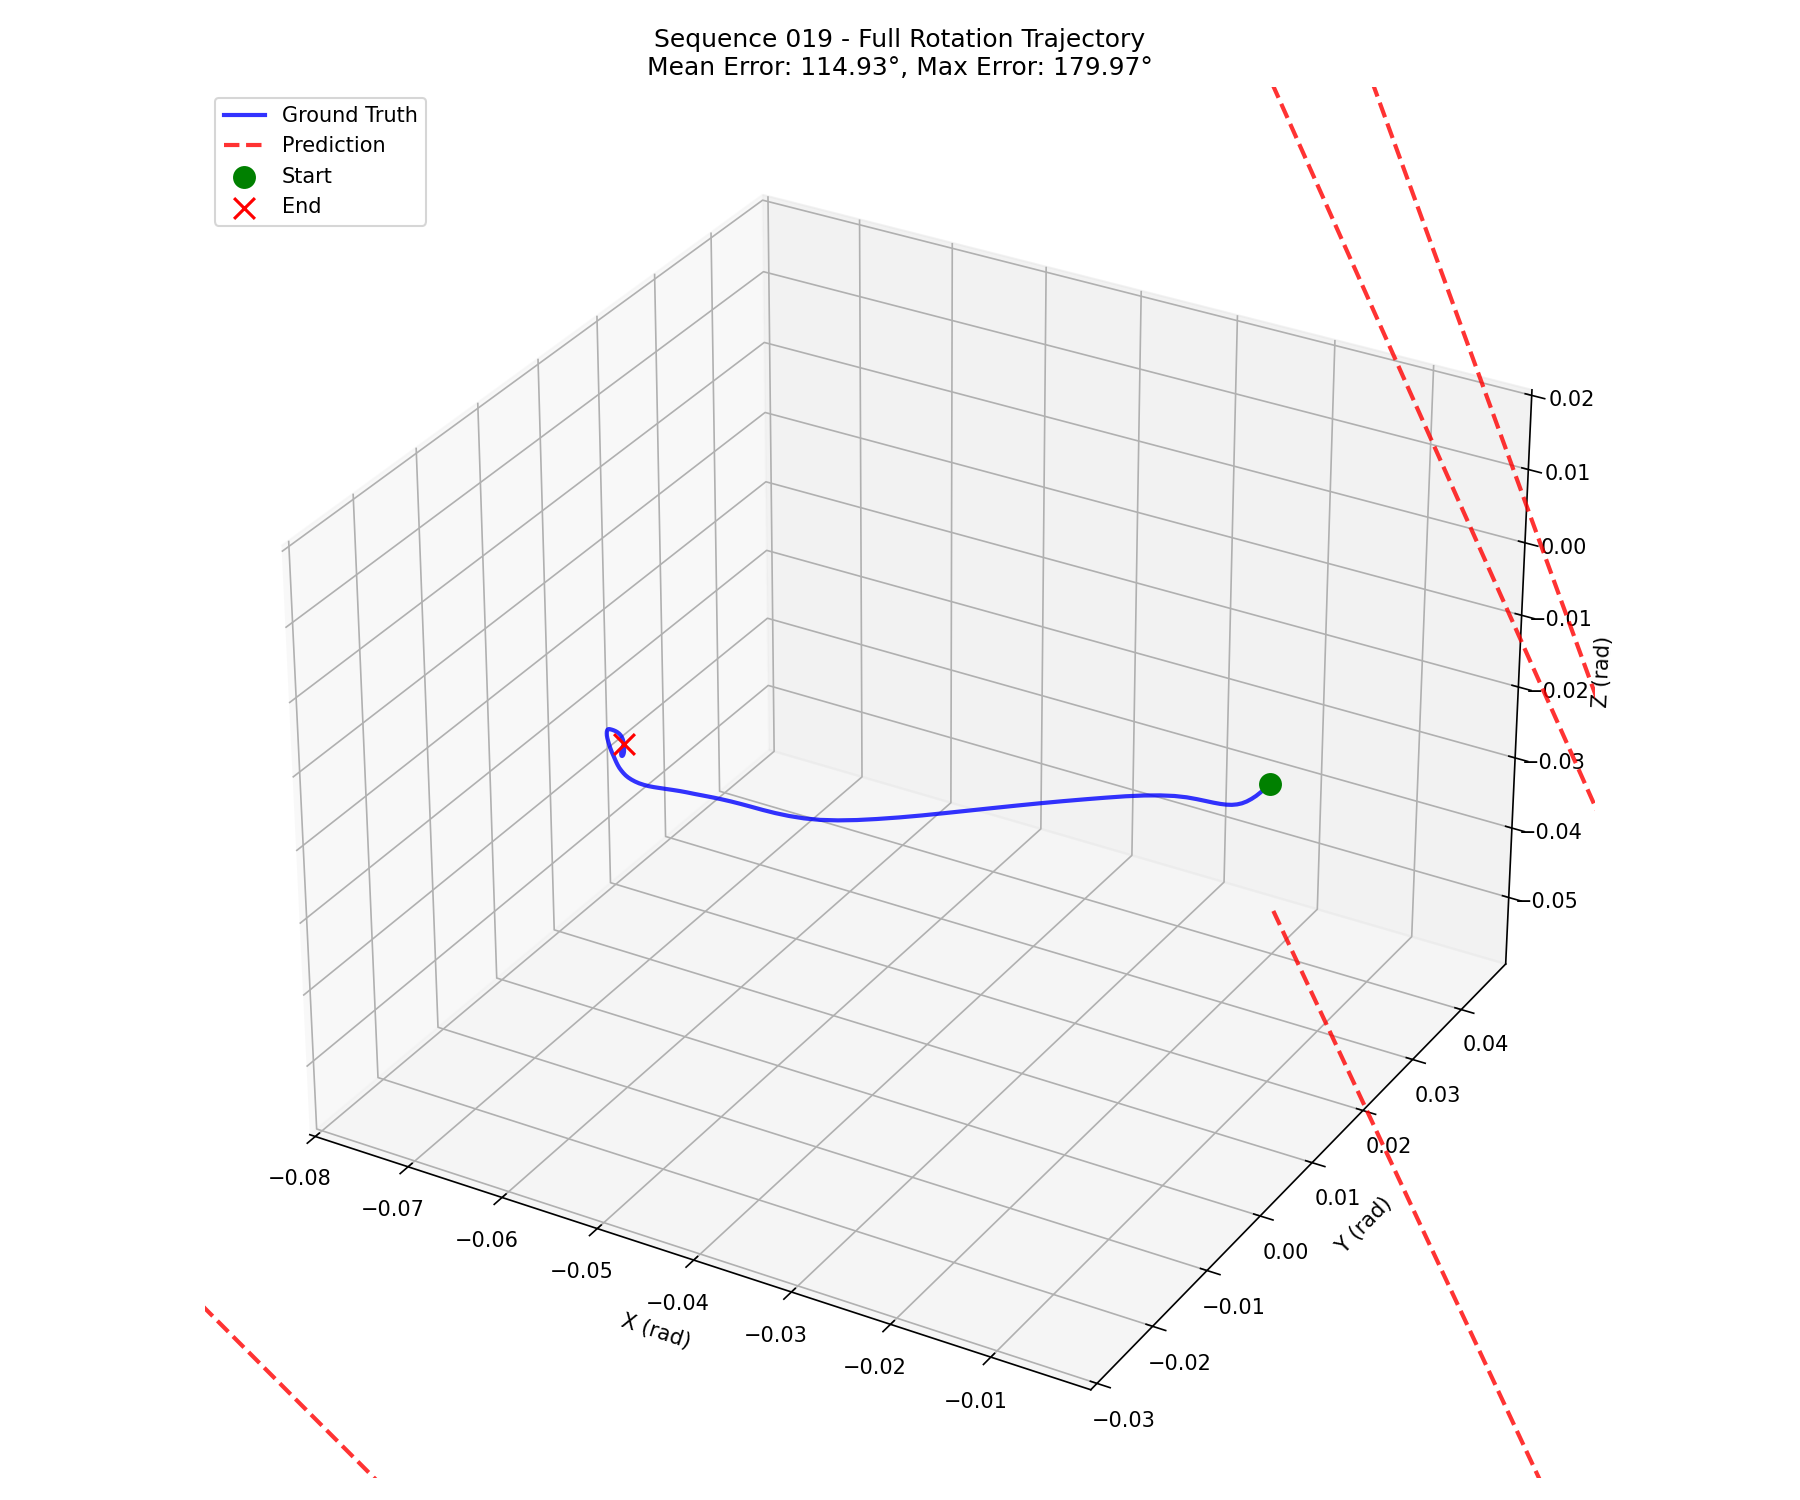 Sequence 019 - Full Rotation Trajectory
Mean Error: 114.93°, Max Error: 179.97°
Ground Truth
Prediction
Start
End
0.02
0.01
0.00
−0.01
−0.02
−0.03
−0.04
−0.05
Z (rad)
0.04
0.03
0.02
0.01
0.00
−0.01
−0.02
−0.03
Y (rad)
−0.08
−0.07
−0.06
−0.05
−0.04
−0.03
−0.02
−0.01
X (rad)